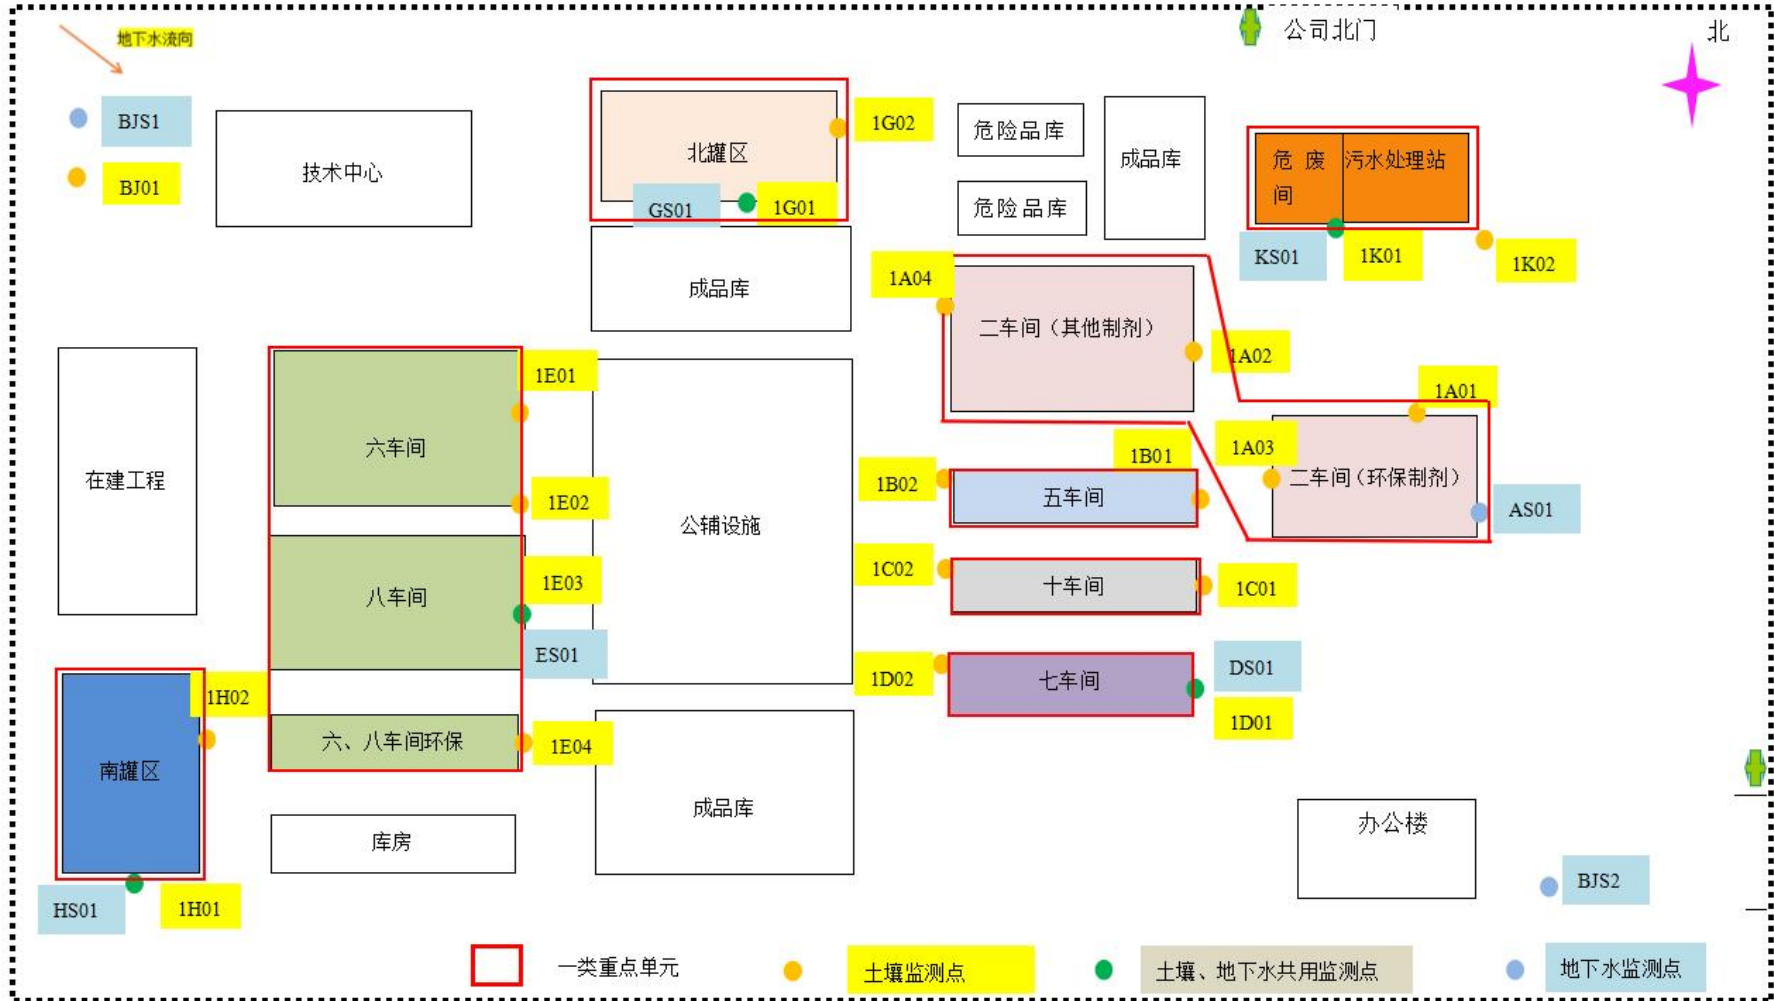 公司北门
北
地下水流向
BJS1
BJ01
技术中心
北罐区
1G02
GS01
1G01
危险品库
危险品库
成品库
危 废
间
污水处理站
KS01
1K01
1K02
成品库
1A04
二车间（其他制剂）
1A02
1A01
1A03
二车间（环保制剂）
AS01
在建工程
六车间
1E01
1E02
八车间
1E03
ES01
六、八车间环保
1E04
公辅设施
1B01
1B02
五车间
1C02
十车间
1C01
1D02
七车间
DS01
1D01
1H02
南罐区
HS01
1H01
库房
成品库
办公楼
BJS2
一类重点单元
土壤监测点
土壤、地下水共用监测点
地下水监测点